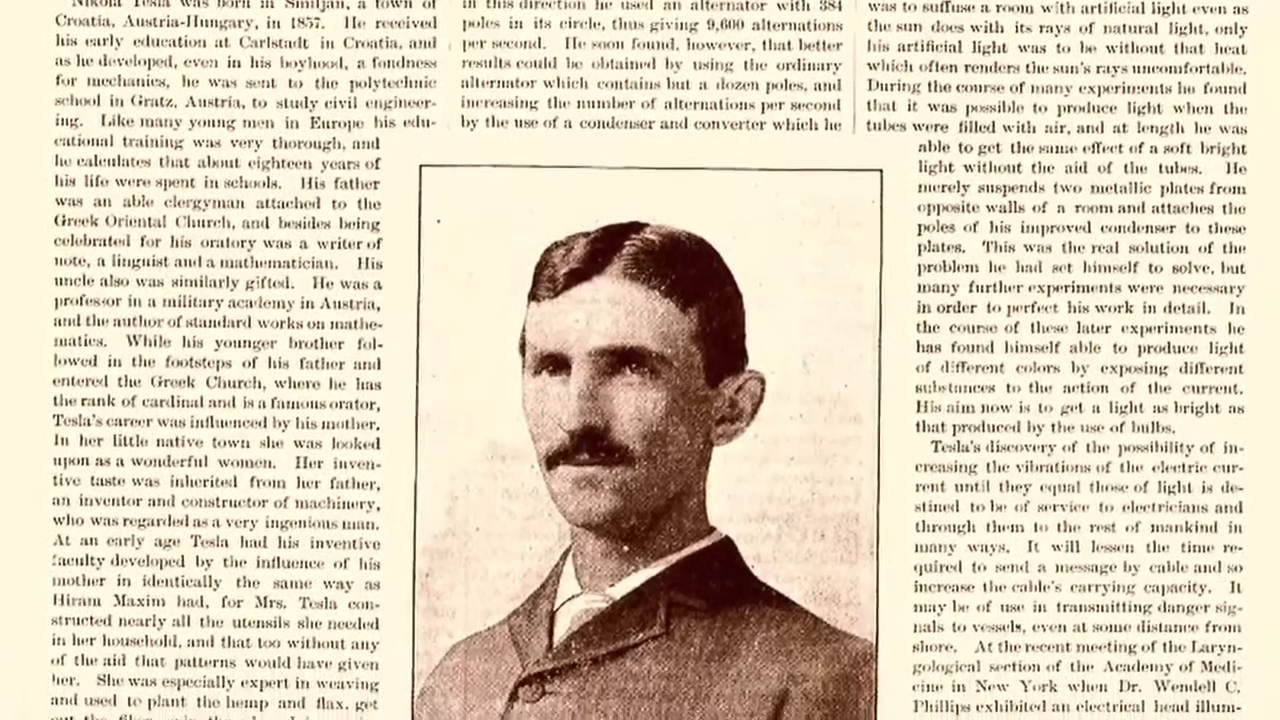 Nikola Tesla was born in Smiljan, a town of
Croatia, Austria-Hungary, in 1857. He received
his early education at Carlstadt in Croatia, and
as he developed, even in his boyhood, a fondness
for mechanics, he was sent to the polytechnic
school in Gratz, Austria, to study civil engineer-
ing. Like many young men in Europe his edu-
cational training was very thorough, and
he calculates that about eighteen years of
his life were spent in schools. His father
was an able clergyman attached to the
Greek Oriental Church, and besides being
celebrated for his oratory was a writer of
note, a linguist and a mathematician. His
uncle also was similarly gifted. He was a
professor in a military academy in Austria,
and the author of standard works on mathe-
matics. While his younger brother fol-
lowed in the footsteps of his father and
entered the Greek Church, where he has
the rank of cardinal and is a famous orator,
Tesla's career was influenced by his mother.
In her little native town she was looked
upon as a wonderful women. Her inven-
tive taste was inherited from her father,
an inventor and constructor of machinery,
who was regarded as a very ingenious man.
At an early age Tesla had his inventive
faculty developed by the influence of his
mother in identically the same way as
Hiram Maxim had, for Mrs. Tesla con-
structed nearly all the utensils she needed
in her household, and that too without any
of the aid that patterns would have given
her. She was especially expert in weaving
and used to plant the hemp and flax, get
in this direction he used an alternator with 384
poles in its circle, thus giving 9,600 alternations
per second. He soon found, however, that better
results could be obtained by using the ordinary
alternator which contains but a dozen poles, and
increasing the number of alternations per second
by the use of a condenser and converter which he
was to suffuse a room with artificial light even as
the sun does with its rays of natural light, only
his artificial light was to be without that heat
which often renders the sun's rays uncomfortable.
During the course of many experiments he found
that it was possible to produce light when the
tubes were filled with air, and at length he was
able to get the same effect of a soft bright
light without the aid of the tubes. He
merely suspends two metallic plates from
opposite walls of a room and attaches the
poles of his improved condenser to these
plates. This was the real solution of the
problem he had set himself to solve, but
many further experiments were necessary
in order to perfect his work in detail. In
the course of these later experiments he
has found himself able to produce light
of different colors by exposing different
substances to the action of the current.
His aim now is to get a light as bright as
that produced by the use of bulbs.
Tesla's discovery of the possibility of in-
creasing the vibrations of the electric cur-
rent until they equal those of light is de-
stined to be of service to electricians and
through them to the rest of mankind in
many ways. It will lessen the time re-
quired to send a message by cable and so
increase the cable's carrying capacity. It
may be of use in transmitting danger sig-
nals to vessels, even at some distance from
shore. At the recent meeting of the Laryn-
gological section of the Academy of Medi-
cine in New York when Dr. Wendell C.
Phillips exhibited an electrical head illum-